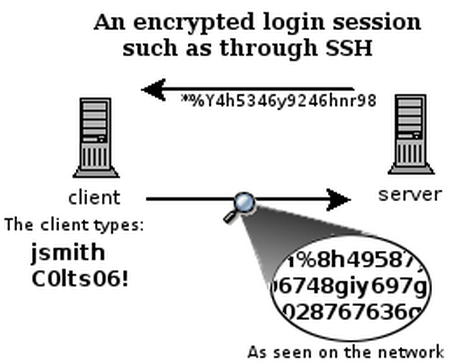 An encrypted login session
such as through SSH
*%Y4h5346y9246hnr98
client
server
The client types:
jsmith
C0lts06!
%8h49587
6748giy697g
028767636
As seen on the network